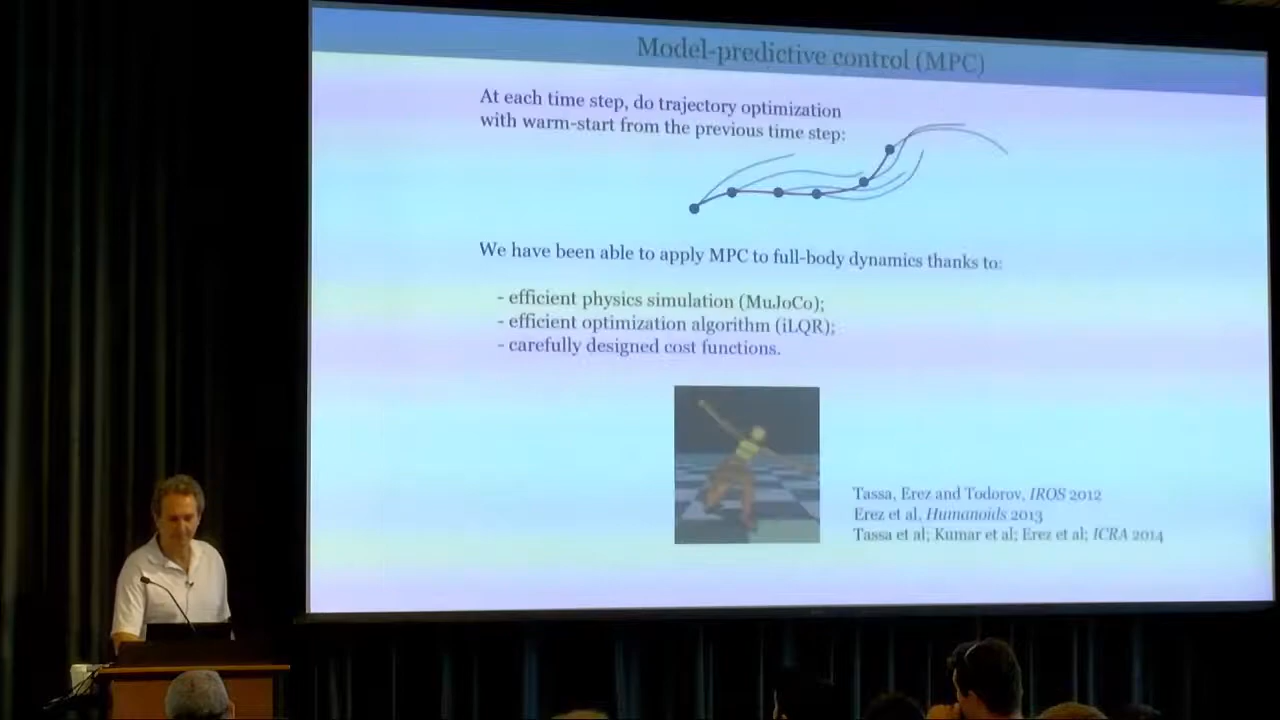 Model-predictive control (MPC)
At each time step, do trajectory optimization
with warm-start from the previous time step:
We have been able to apply MPC to full-body dynamics thanks to:
- efficient physics simulation (MuJoCo);
- efficient optimization algorithm (iLQR);
- carefully designed cost functions.
Tassa, Erez and Todorov, IROS 2012
Erez et al, Humanoids 2013
Tassa et al; Kumar et al; Erez et al; ICRA 2014